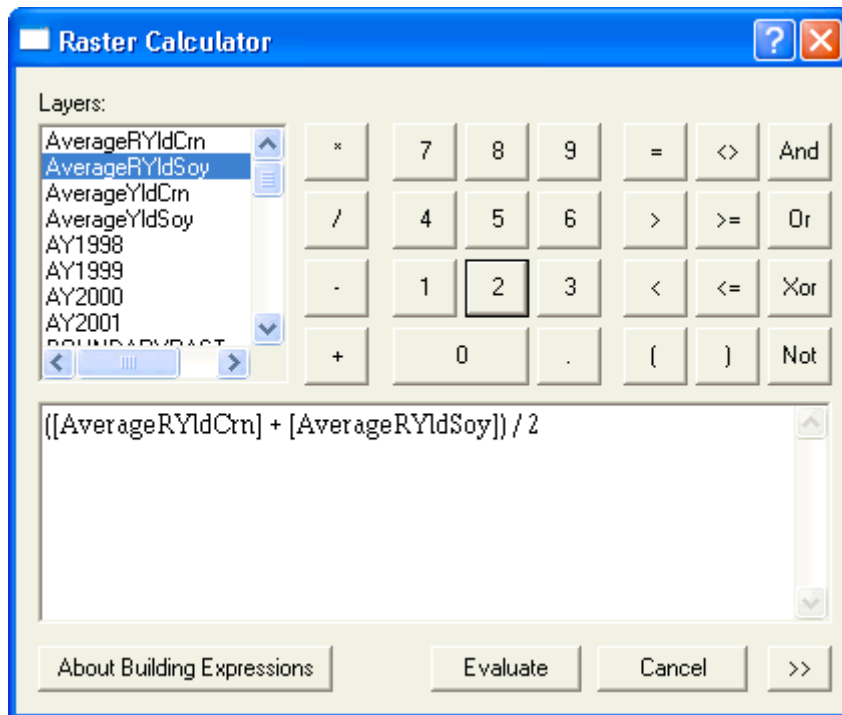 Raster Calculator
?
Layers:
AverageRYldCrn
AverageRYldSoy
AverageYldCrn
AverageYldSoy
AY1998
AY1999
AY2000
AY2001
* 7 8 9 = <> And
/ 4 5 6 > >= Or
- 1 2 3 < <= Xor
+ 0 . ( ) Not
([AverageRYldCrn] + [AverageRYldSoy]) / 2
About Building Expressions Evaluate Cancel >>